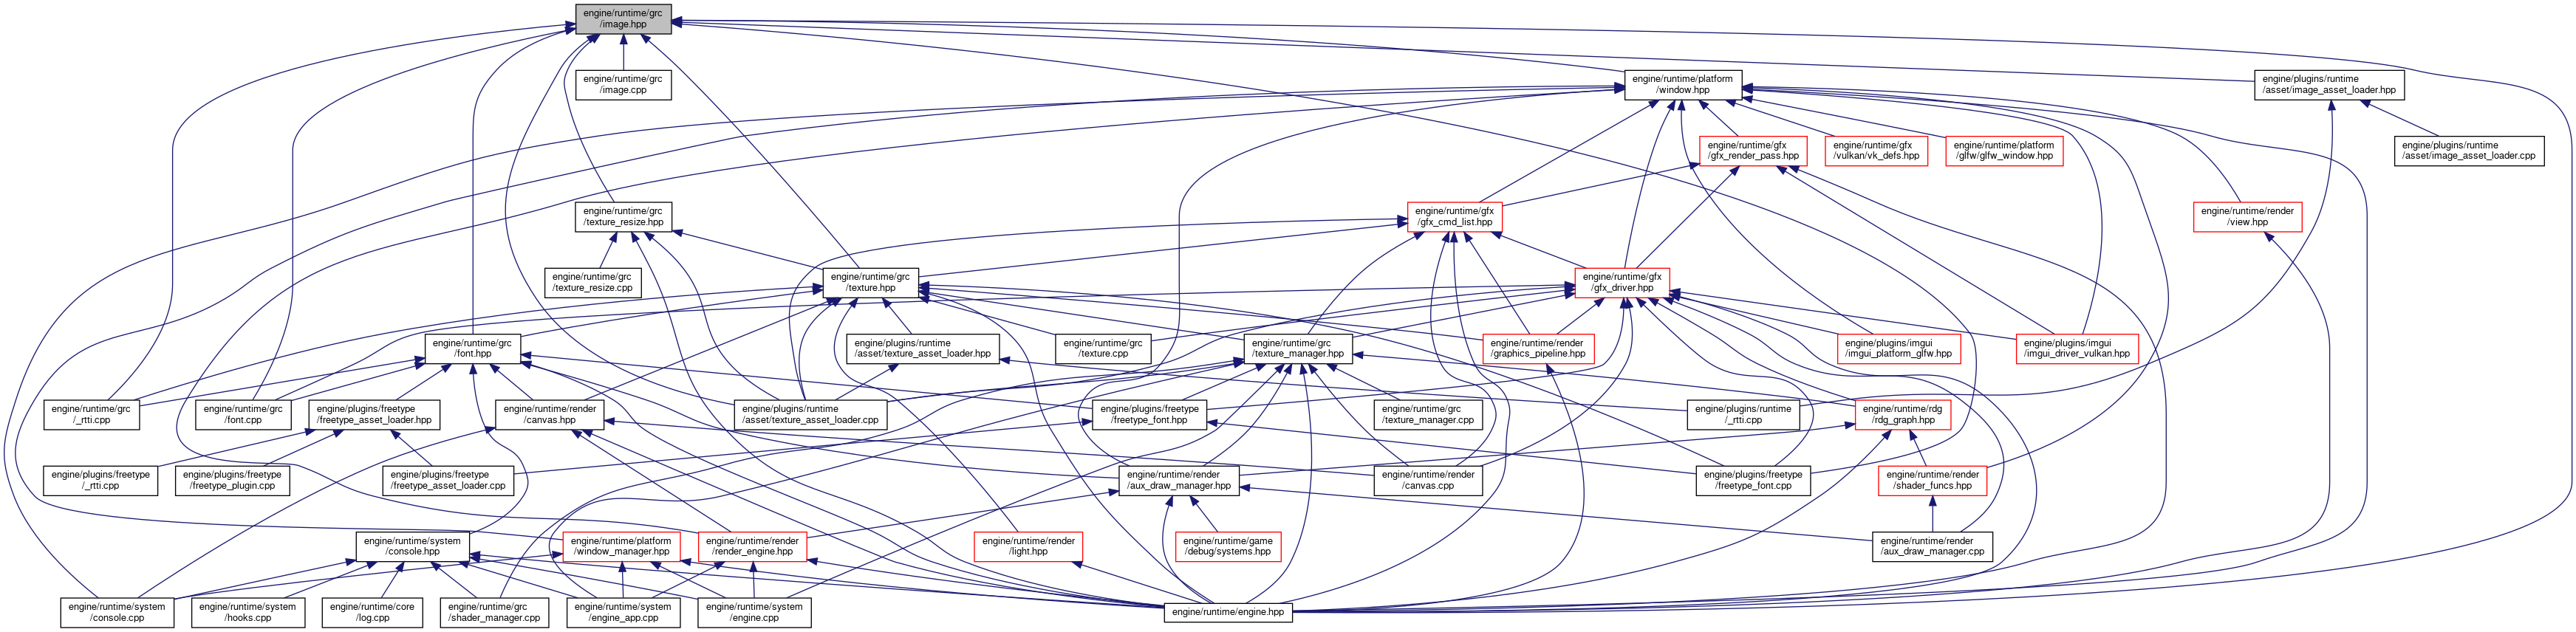 engine/runtime/grc
/image.hpp
engine/runtime/grc
/image.cpp
engine/runtime/platform
/window.hpp
engine/plugins/runtime
/asset/image_asset_loader.hpp
engine/runtime/gfx
/gfx_render_pass.hpp
engine/runtime/gfx
/vulkan/vk_defs.hpp
engine/runtime/platform
/glfw/glfw_window.hpp
engine/plugins/runtime
/asset/image_asset_loader.cpp
engine/runtime/grc
/texture_resize.hpp
engine/runtime/gfx
/gfx_cmd_list.hpp
engine/runtime/render
/view.hpp
engine/runtime/grc
/texture_resize.cpp
engine/runtime/grc
/texture.hpp
engine/runtime/gfx
/gfx_driver.hpp
engine/runtime/grc
/font.hpp
engine/plugins/runtime
/asset/texture_asset_loader.hpp
engine/runtime/grc
/texture.cpp
engine/runtime/grc
/texture_manager.hpp
engine/runtime/render
/graphics_pipeline.hpp
engine/plugins/imgui
/imgui_platform_glfw.hpp
engine/plugins/imgui
/imgui_driver_vulkan.hpp
engine/runtime/grc
/_rtti.cpp
engine/runtime/grc
/font.cpp
engine/plugins/freetype
/freetype_asset_loader.hpp
engine/runtime/render
/canvas.hpp
engine/plugins/runtime
/asset/texture_asset_loader.cpp
engine/plugins/runtime
/_rtti.cpp
engine/plugins/freetype
/freetype_font.hpp
engine/runtime/grc
/texture_manager.cpp
engine/runtime/rdg
/rdg_graph.hpp
engine/plugins/freetype
/_rtti.cpp
engine/plugins/freetype
/freetype_plugin.cpp
engine/plugins/freetype
/freetype_asset_loader.cpp
engine/runtime/render
/aux_draw_manager.hpp
engine/runtime/render
/canvas.cpp
engine/plugins/freetype
/freetype_font.cpp
engine/runtime/render
/shader_funcs.hpp
engine/runtime/system
/console.hpp
engine/runtime/platform
/window_manager.hpp
engine/runtime/render
/render_engine.hpp
engine/runtime/render
/light.hpp
engine/runtime/game
/debug/systems.hpp
engine/runtime/render
/aux_draw_manager.cpp
engine/runtime/system
/console.cpp
engine/runtime/system
/hooks.cpp
engine/runtime/core
/log.cpp
engine/runtime/grc
/shader_manager.cpp
engine/runtime/system
/engine_app.cpp
engine/runtime/system
/engine.cpp
engine/runtime/engine.hpp